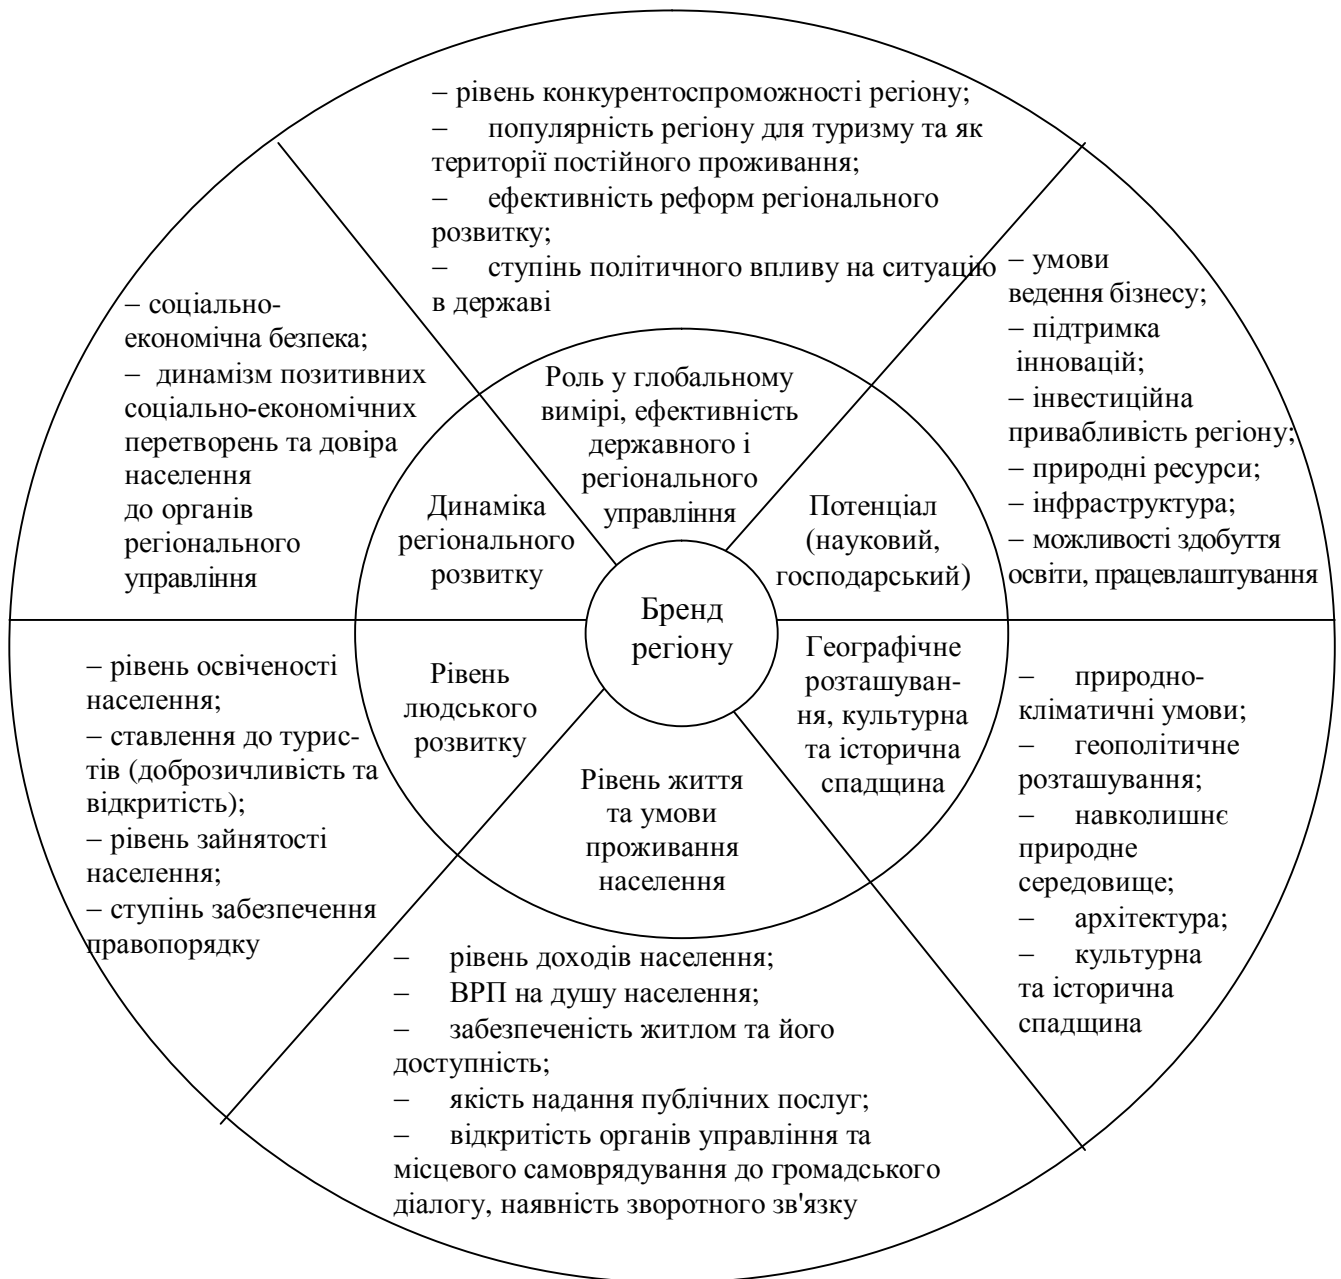 – рівень конкурентоспроможності регіону;
– популярність регіону для туризму та як
території постійного проживання;
– ефективність реформ регіонального
розвитку;
– ступінь політичного впливу на ситуацію
в державі
– умови
ведення бізнесу;
– підтримка
інновацій;
– інвестиційна
привабливість регіону;
– природні ресурси;
– інфраструктура;
– можливості здобуття
освіти, працевлаштування
– соціально-
економічна безпека;
– динамізм позитивних
соціально-економічних
перетворень та довіра
населення
до органів
регіонального
управління
Роль у глобальному
вимірі, ефективність
державного і
регіонального
управління
Динаміка
регіонального
розвитку
Потенціал
(науковий,
господарський)
Бренд
регіону
Рівень
людського
розвитку
Географічне
розташуван-
ня, культурна
та історична
спадщина
Рівень життя
та умови
проживання
населення
– рівень освіченості
населення;
– ставлення до турис-
тів (доброзичливість та
відкритість);
– рівень зайнятості
населення;
– ступінь забезпечення
правопорядку
– природно-
кліматичні умови;
– геополітичне
розташування;
– навколишнє
природне
середовище;
– архітектура;
– культурна
та історична
спадщина
– рівень доходів населення;
– ВРП на душу населення;
– забезпеченість житлом та його
доступність;
– якість надання публічних послуг;
– відкритість органів управління та
місцевого самоврядування до громадського
діалогу, наявність зворотного зв'язку